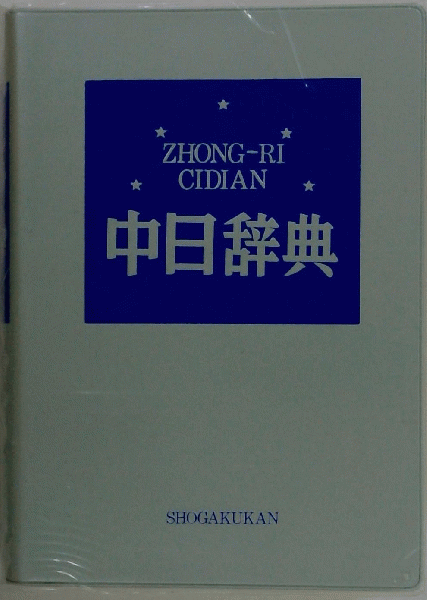 ZHONG-RI
CIDIAN
中日辞典
SHOGAKUKAN